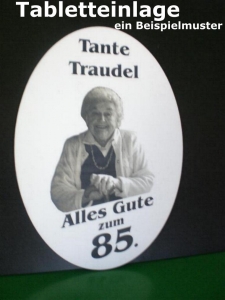 Tabletteinlage
ein Beispielmuster
Tante
Traudel
Alles Gute
zum
85.